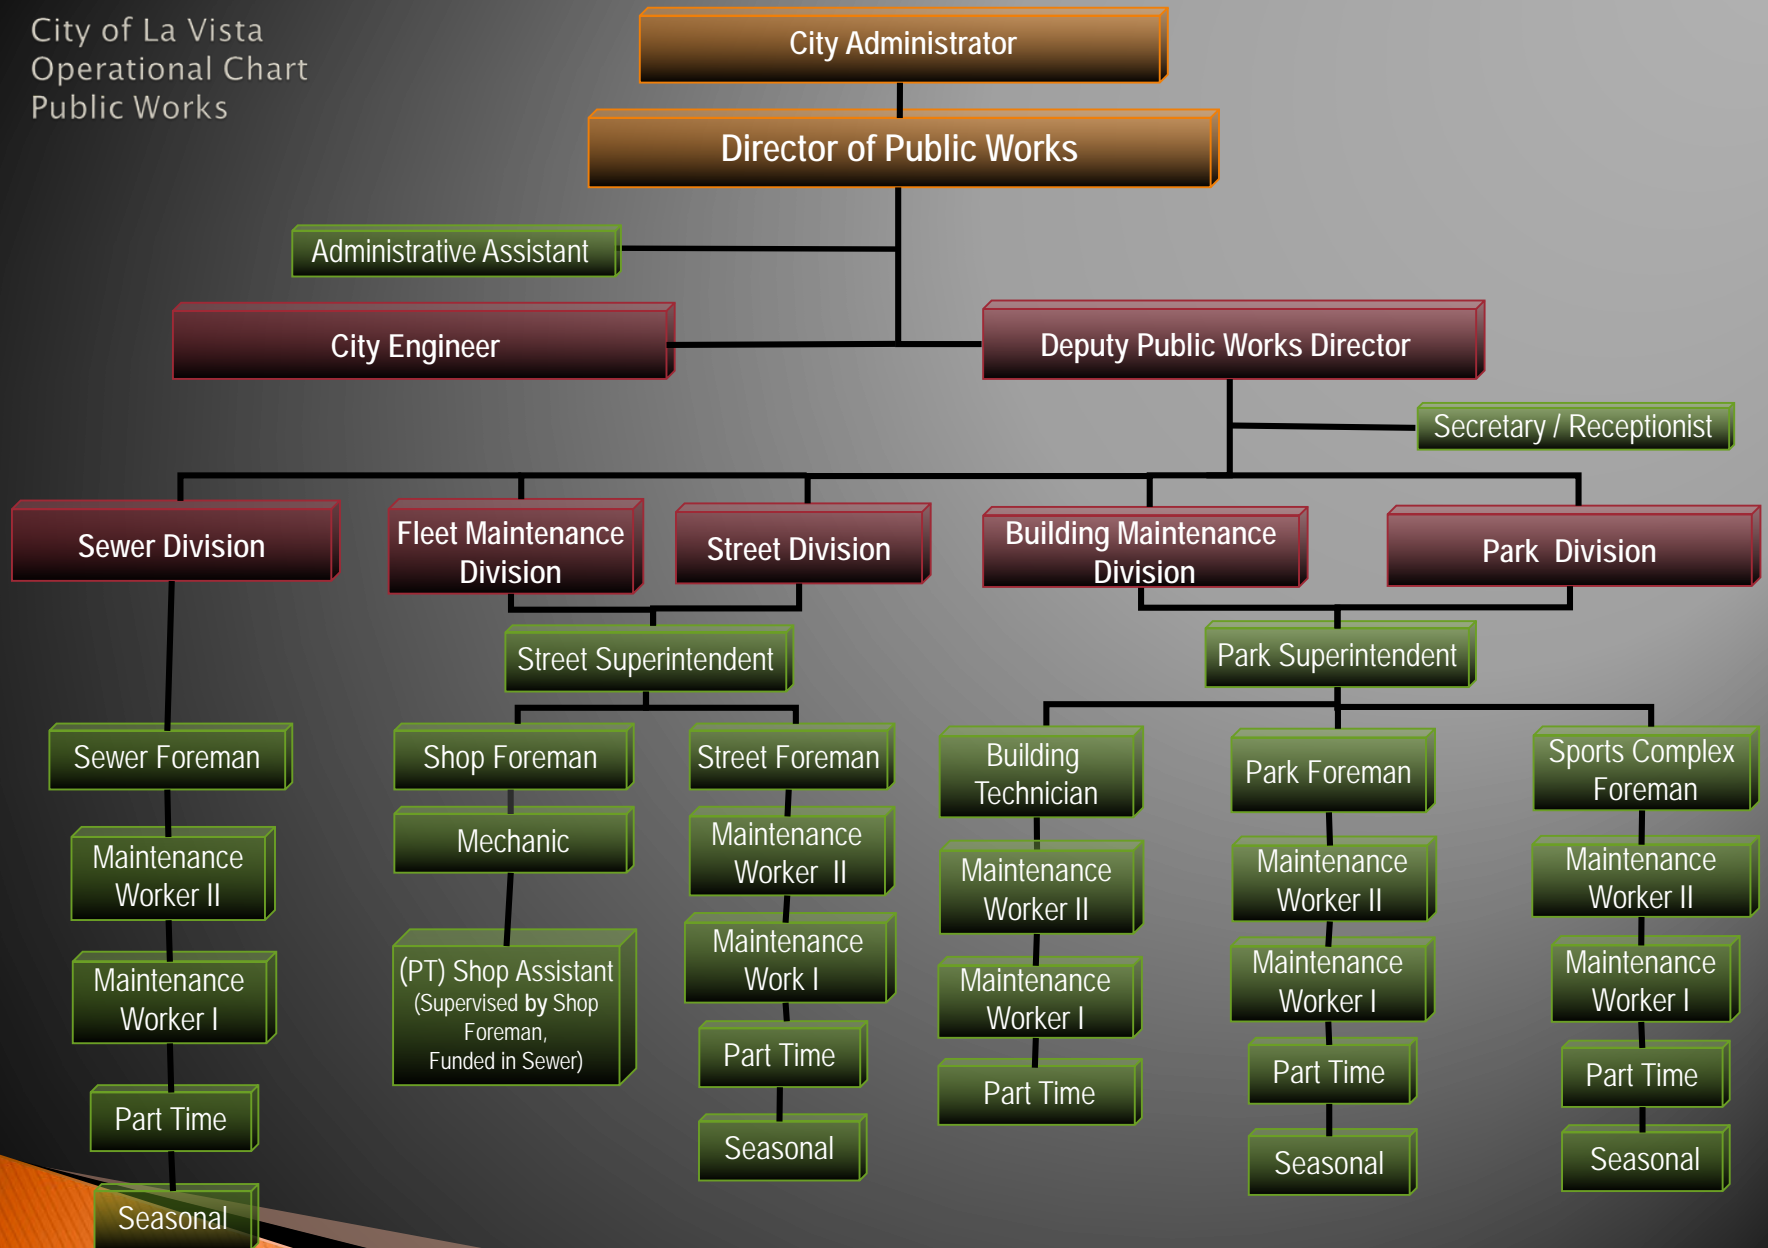 City of La Vista
Operational Chart
Public Works
City Administrator
Director of Public Works
Administrative Assistant
City Engineer
Deputy Public Works Director
Secretary / Receptionist
Sewer Division
Fleet Maintenance
Division
Street Division
Building Maintenance
Division
Park Division
Street Superintendent
Park Superintendent
Sewer Foreman
Maintenance
Worker II
Maintenance
Worker I
Part Time
Seasonal
Shop Foreman
Mechanic
(PT) Shop Assistant
(Supervised by Shop
Foreman,
Funded in Sewer)
Street Foreman
Maintenance
Worker II
Maintenance
Work I
Part Time
Seasonal
Building
Technician
Maintenance
Worker II
Maintenance
Worker I
Part Time
Park Foreman
Maintenance
Worker II
Maintenance
Worker I
Part Time
Seasonal
Sports Complex
Foreman
Maintenance
Worker II
Maintenance
Worker I
Part Time
Seasonal